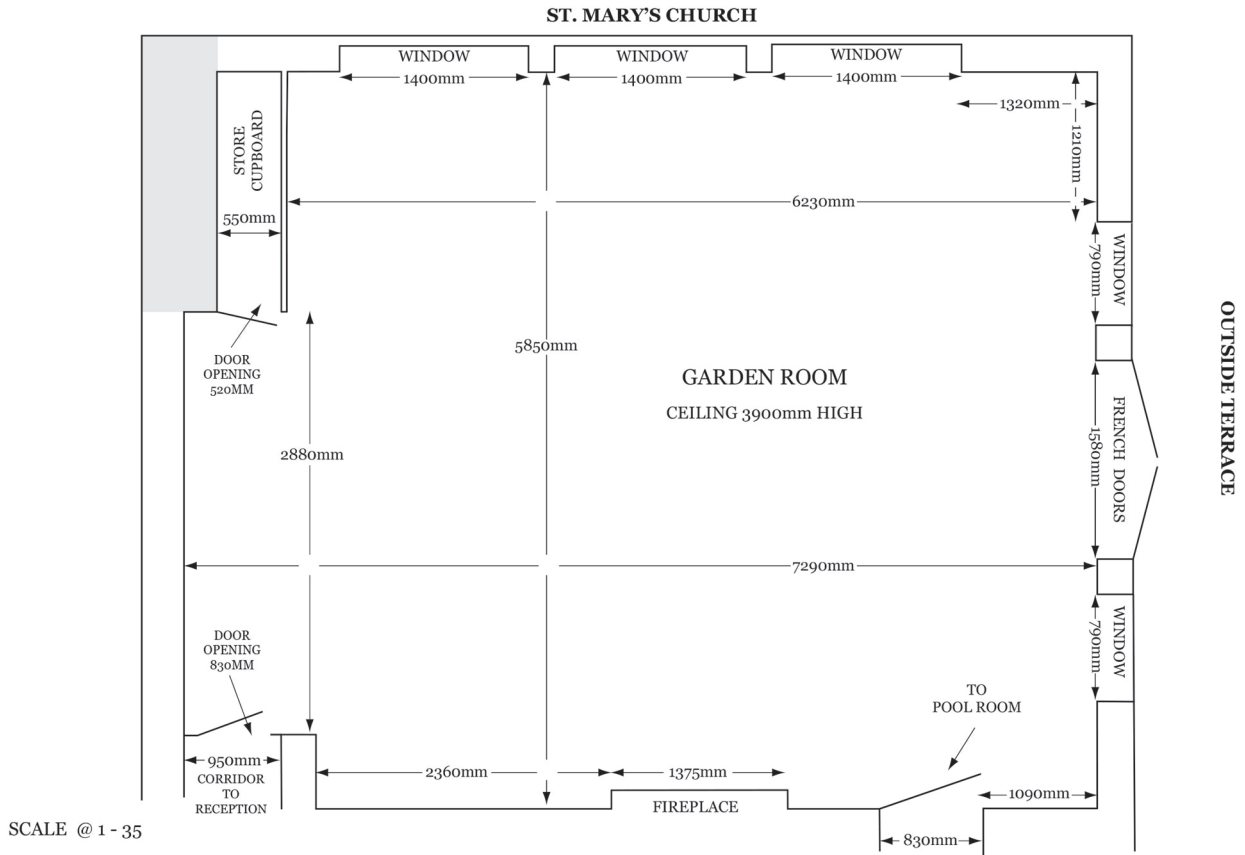 ST. MARY’S CHURCH
WINDOW
1400mm
WINDOW
1400mm
WINDOW
1400mm
1320mm
1210mm
STORE
CUPBOARD
550mm
6230mm
WINDOW
790mm
DOOR
OPENING
520MM
5850mm
GARDEN ROOM
CEILING 3900mm HIGH
2880mm
FRENCH DOORS
1580mm
OUTSIDE TERRACE
7290mm
WINDOW
790mm
DOOR
OPENING
830MM
TO
POOL ROOM
950mm
CORRIDOR
TO
RECEPTION
2360mm
1375mm
FIREPLACE
1090mm
830mm
SCALE @ 1 - 35